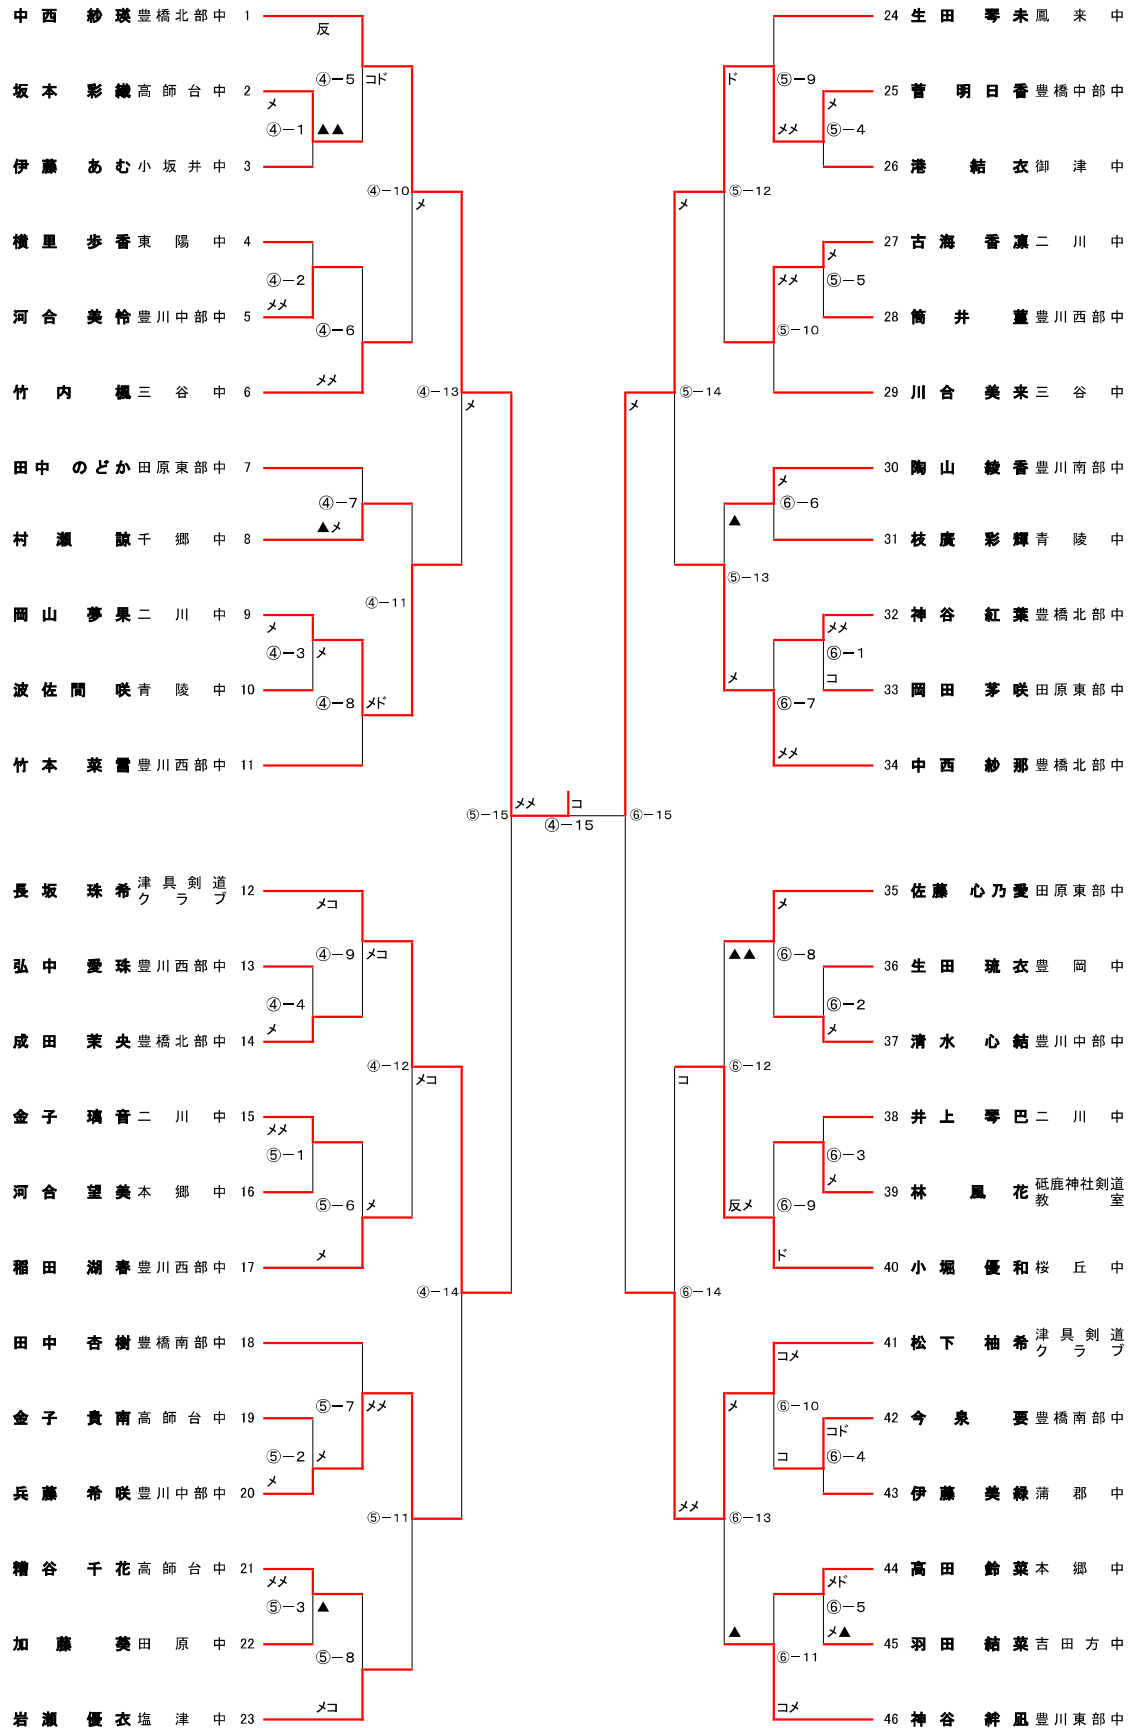 中西 紗瑛 豊橋北部中 1
反
④－5 コド
坂本 彩織 高師台中 2
メ
④－1 ▲▲
伊藤 あむ 小坂井中 3
④－10
メ
横里 歩香 東陽中 4
④－2
メメ
河合 美怜 豊川中部中 5
④－6
メメ
竹内 楓 三谷中 6
④－13
メ
田中 のどか 田原東部中 7
④－7
▲メ
村瀬 諒 千郷中 8
④－11
岡山 夢果 二川中 9
メ
④－3 メ
波佐間 咲 青陵中 10
④－8 メド
竹本 菜雪 豊川西部中 11
⑤－15 メメ
④－15
コ
⑥－15
長坂 珠希 津具剣道クラブ 12
メコ
④－9 メコ
弘中 愛珠 豊川西部中 13
④－4
メ
成田 茉央 豊橋北部中 14
④－12
メコ
金子 璃音 二川中 15
メメ
⑤－1
河合 望美 本郷中 16
⑤－6 メ
メ
稲田 湖春 豊川西部中 17
④－14
田中 杏樹 豊橋南部中 18
⑤－7 メメ
金子 貴南 高師台中 19
⑤－2 メ
メ
兵藤 希咲 豊川中部中 20
⑤－11
糟谷 千花 高師台中 21
メメ
⑤－3 ▲
加藤 葵 田原中 22
⑤－8
メコ
岩瀬 優衣 塩津中 23
24 生田 琴未 鳳来中
ド ⑤－9
25 菅 明日香 豊橋中部中
メ
メメ ⑤－4
26 港 結衣 御津中
⑤－12
メ
27 古海 香凛 二川中
メ
メメ ⑤－5
28 筒井 菫 豊川西部中
⑤－10
29 川合 美来 三谷中
⑤－14
メ
30 陶山 綾香 豊川南部中
メ
⑥－6
▲
31 枝廣 彩輝 青陵中
⑤－13
32 神谷 紅葉 豊橋北部中
メメ
⑥－1
メ コ
33 岡田 茅咲 田原東部中
⑥－7
メメ
34 中西 紗那 豊橋北部中
35 佐藤 心乃愛 田原東部中
メ
▲▲ ⑥－8
36 生田 琉衣 豊岡中
⑥－2
メ
37 清水 心結 豊川中部中
⑥－12
コ
38 井上 琴巴 二川中
⑥－3
メ
39 林 風花 砥鹿神社剣道教室
反メ ⑥－9
ド
40 小堀 優和 桜丘中
⑥－14
41 松下 柚希 津具剣道クラブ
コメ
メ ⑥－10
42 今泉 要 豊橋南部中
コド
コ ⑥－4
43 伊藤 美緑 蒲郡中
メメ ⑥－13
44 高田 鈴菜 本郷中
メド
⑥－5
▲ メ▲
45 羽田 結菜 吉田方中
⑥－11
コメ
46 神谷 絆凪 豊川東部中